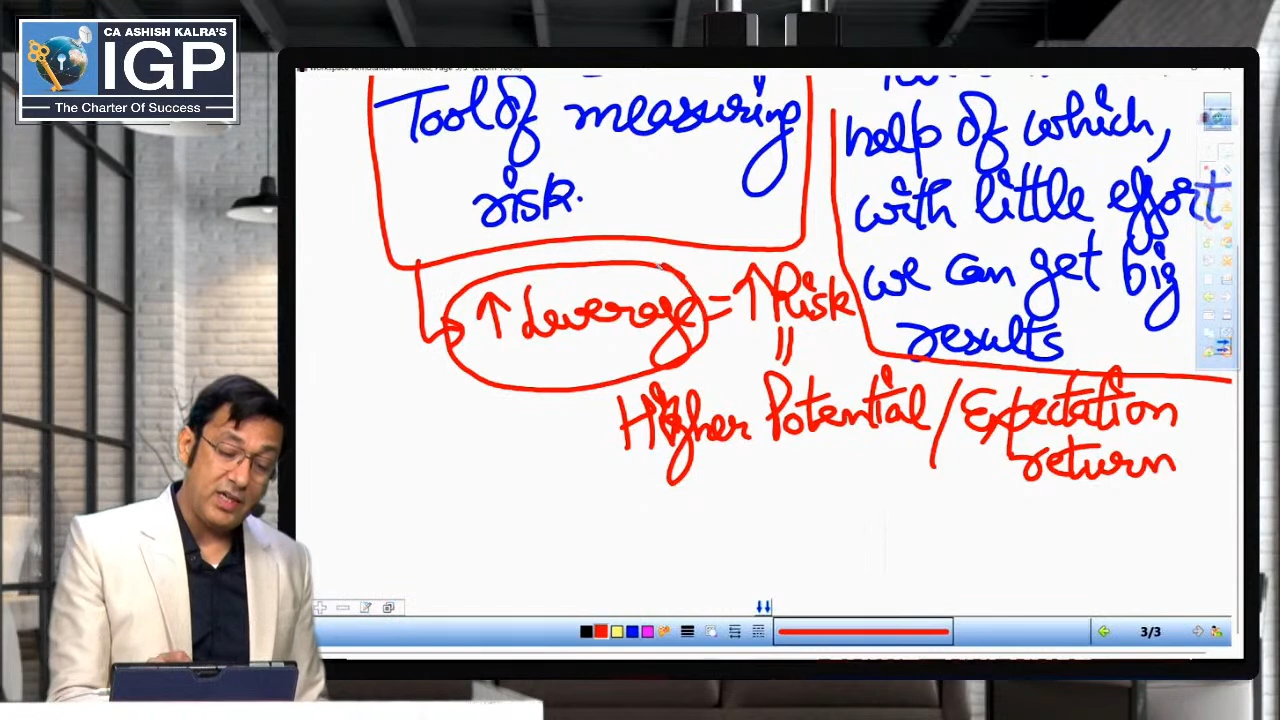 CA ASHISH KALRA'S
IGP
The Charter Of Success
Tool of measuring
risk.
help of which,
with little effort
we can get big
results
↑ Leverage = ↑ Risk
=
Higher Potential / Expectation
return
3/3